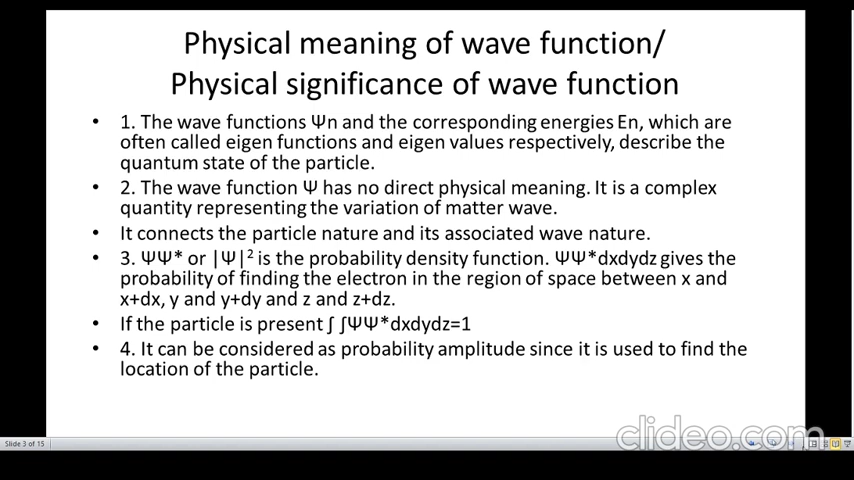 Physical meaning of wave function/
Physical significance of wave function
• 1. The wave functions Ψn and the corresponding energies En, which are
often called eigen functions and eigen values respectively, describe the
quantum state of the particle.
• 2. The wave function Ψ has no direct physical meaning. It is a complex
quantity representing the variation of matter wave.
• It connects the particle nature and its associated wave nature.
• 3. ΨΨ* or |Ψ|² is the probability density function. ΨΨ*dxdydz gives the
probability of finding the electron in the region of space between x and
x+dx, y and y+dy and z and z+dz.
• If the particle is present ∫ ∫ΨΨ*dxdydz=1
• 4. It can be considered as probability amplitude since it is used to find the
location of the particle.
Slide 3 of 15
clideo.com